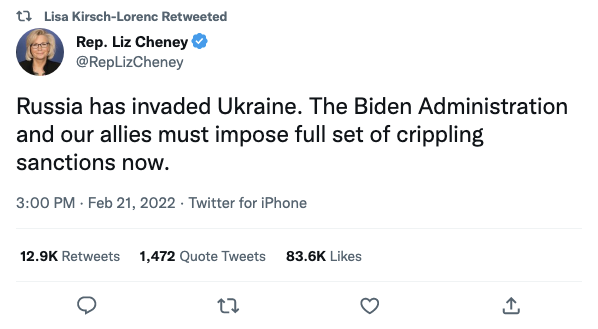 Lisa Kirsch-Lorenc Retweeted
Rep. Liz Cheney
@RepLizCheney
Russia has invaded Ukraine. The Biden Administration
and our allies must impose full set of crippling
sanctions now.
3:00 PM · Feb 21, 2022 · Twitter for iPhone
12.9K Retweets 1,472 Quote Tweets 83.6K Likes